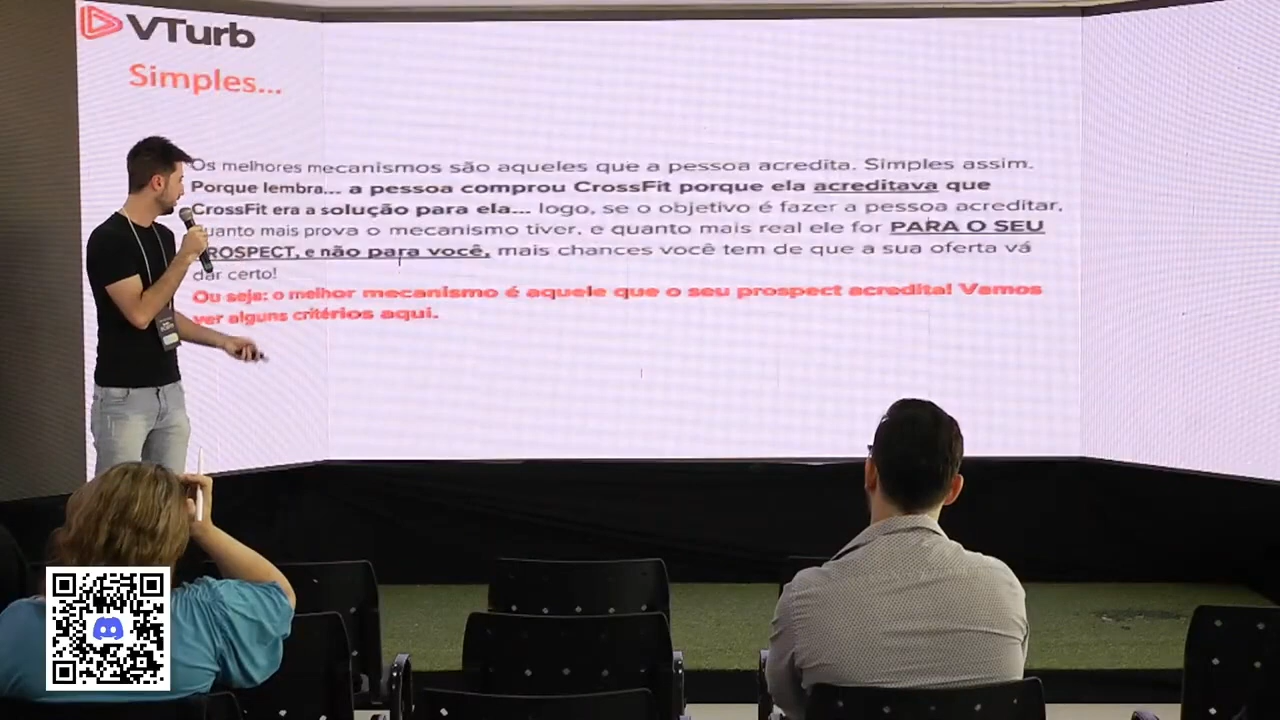 VTurb
Simples...
Os melhores mecanismos são aqueles que a pessoa acredita. Simples assim.
Porque lembra... a pessoa comprou CrossFit porque ela acreditava que
CrossFit era a solução para ela... logo, se o objetivo é fazer a pessoa acreditar,
quanto mais prova o mecanismo tiver, e quanto mais real ele for PARA O SEU
PROSPECT, e não para você, mais chances você tem de que a sua oferta vá
dar certo!
Ou seja: o melhor mecanismo é aquele que o seu prospect acredita! Vamos
ver alguns critérios aqui.